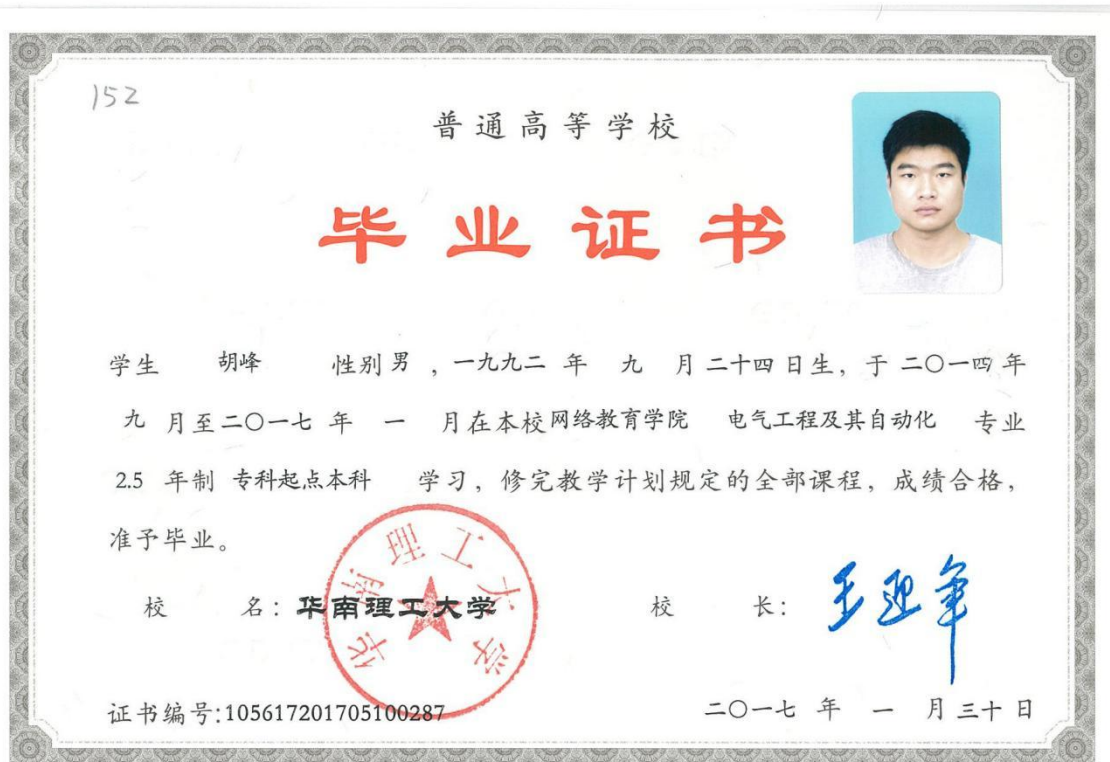 152
普通高等学校
毕业证书
学生 胡峰 性别 男 ,一九九二 年 九 月 二十四 日生, 于 二〇一四 年
九 月至 二〇一七 年 一 月在本校 网络教育学院 电气工程及其自动化 专业
2.5 年制 专科起点本科 学习, 修完教学计划规定的全部课程, 成绩合格,
准予毕业。
华南理工大学
校 名: 华南理工大学 校 长:
证书编号:105617201705100287 二〇一七 年 一 月 三十 日